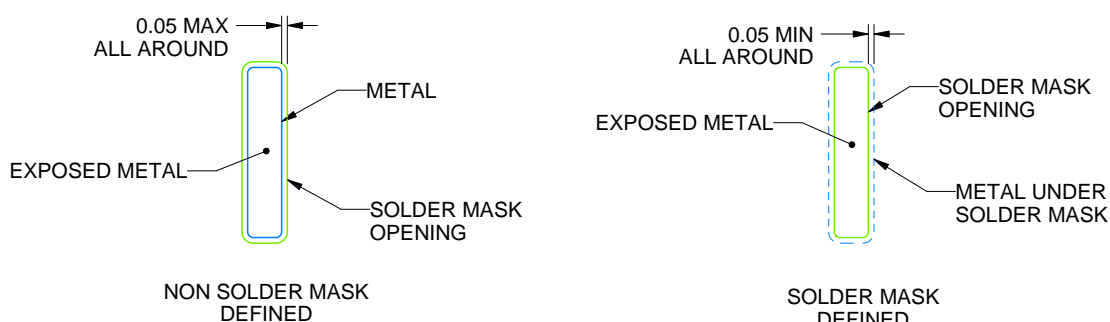 0.05 MAX
ALL AROUND
METAL
EXPOSED METAL
SOLDER MASK
OPENING
NON SOLDER MASK
DEFINED
0.05 MIN
ALL AROUND
SOLDER MASK
OPENING
EXPOSED METAL
METAL UNDER
SOLDER MASK
SOLDER MASK
DEFINED